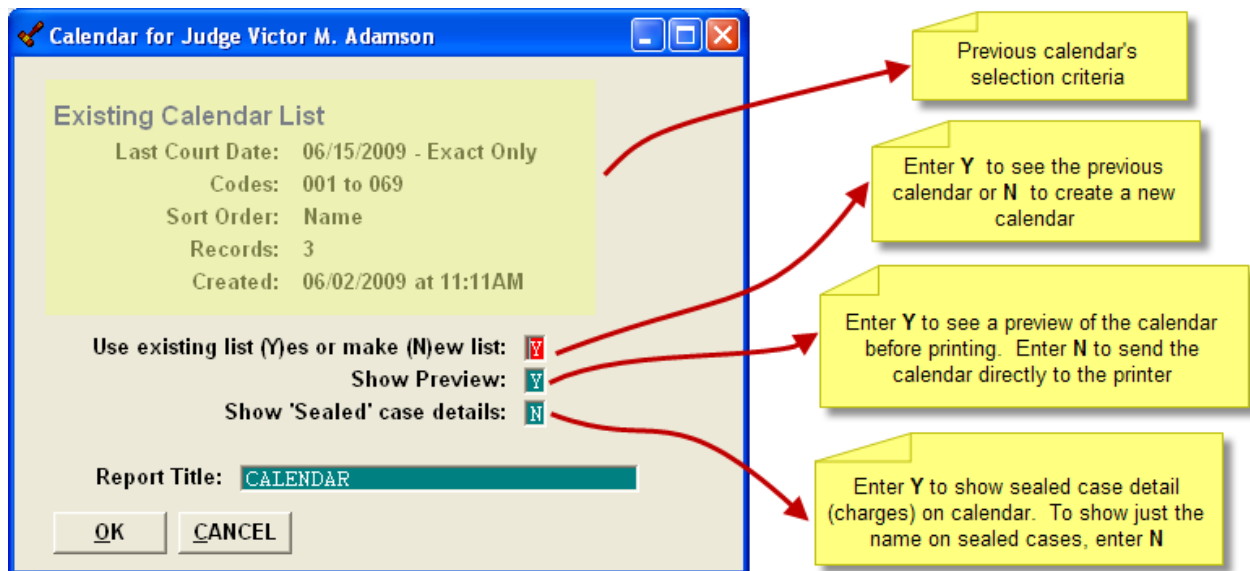 Calendar for Judge Victor M. Adamson
Existing Calendar List
Last Court Date: 06/15/2009 - Exact Only
Codes: 001 to 069
Sort Order: Name
Records: 3
Created: 06/02/2009 at 11:11AM
Use existing list (Y)es or make (N)ew list: Y
Show Preview: Y
Show 'Sealed' case details: N
Report Title: CALENDAR
OK CANCEL
Previous calendar's
selection criteria
Enter Y to see the previous
calendar or N to create a new
calendar
Enter Y to see a preview of the calendar
before printing. Enter N to send the
calendar directly to the printer
Enter Y to show sealed case detail
(charges) on calendar. To show just the
name on sealed cases, enter N